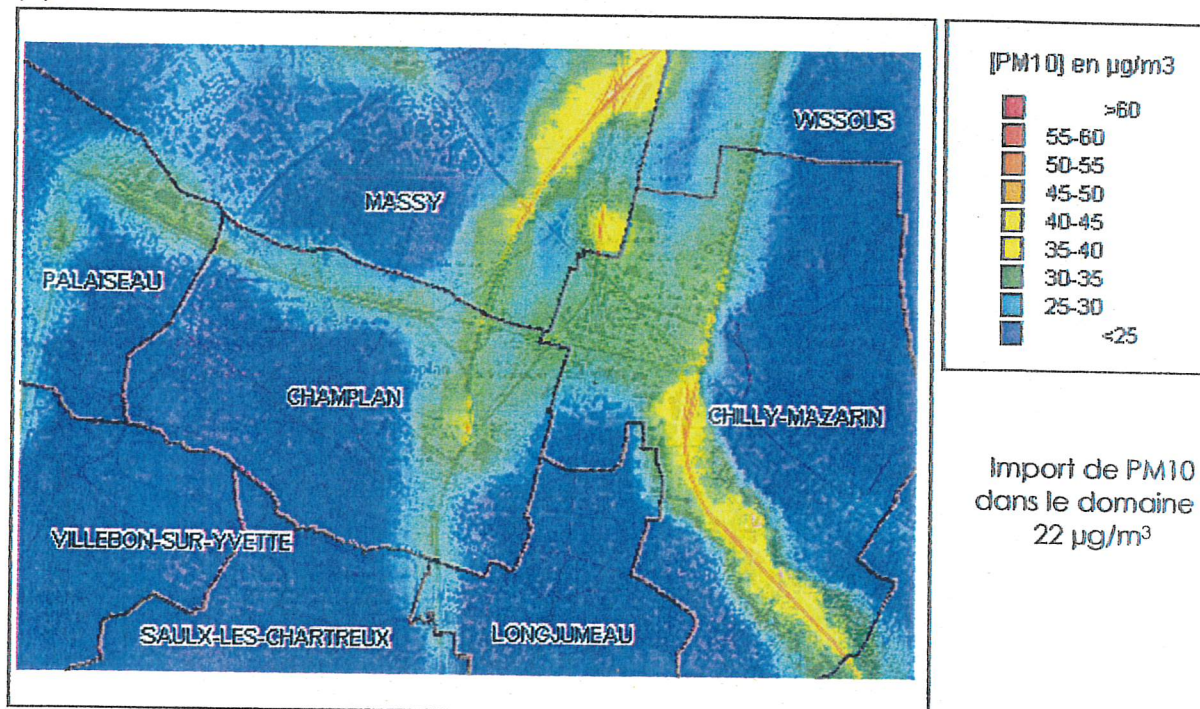 WISSOUS
MASSY
PALAISEAU
CHAMPLAN
CHILLY-MAZARIN
VILLEBON-SUR-YVETTE
SAULX-LES-CHARTREUX
LONGJUMEAU
[PM10] en µg/m3
>60
55-60
50-55
45-50
40-45
35-40
30-35
25-30
<25
Import de PM10
dans le domaine
22 µg/m³